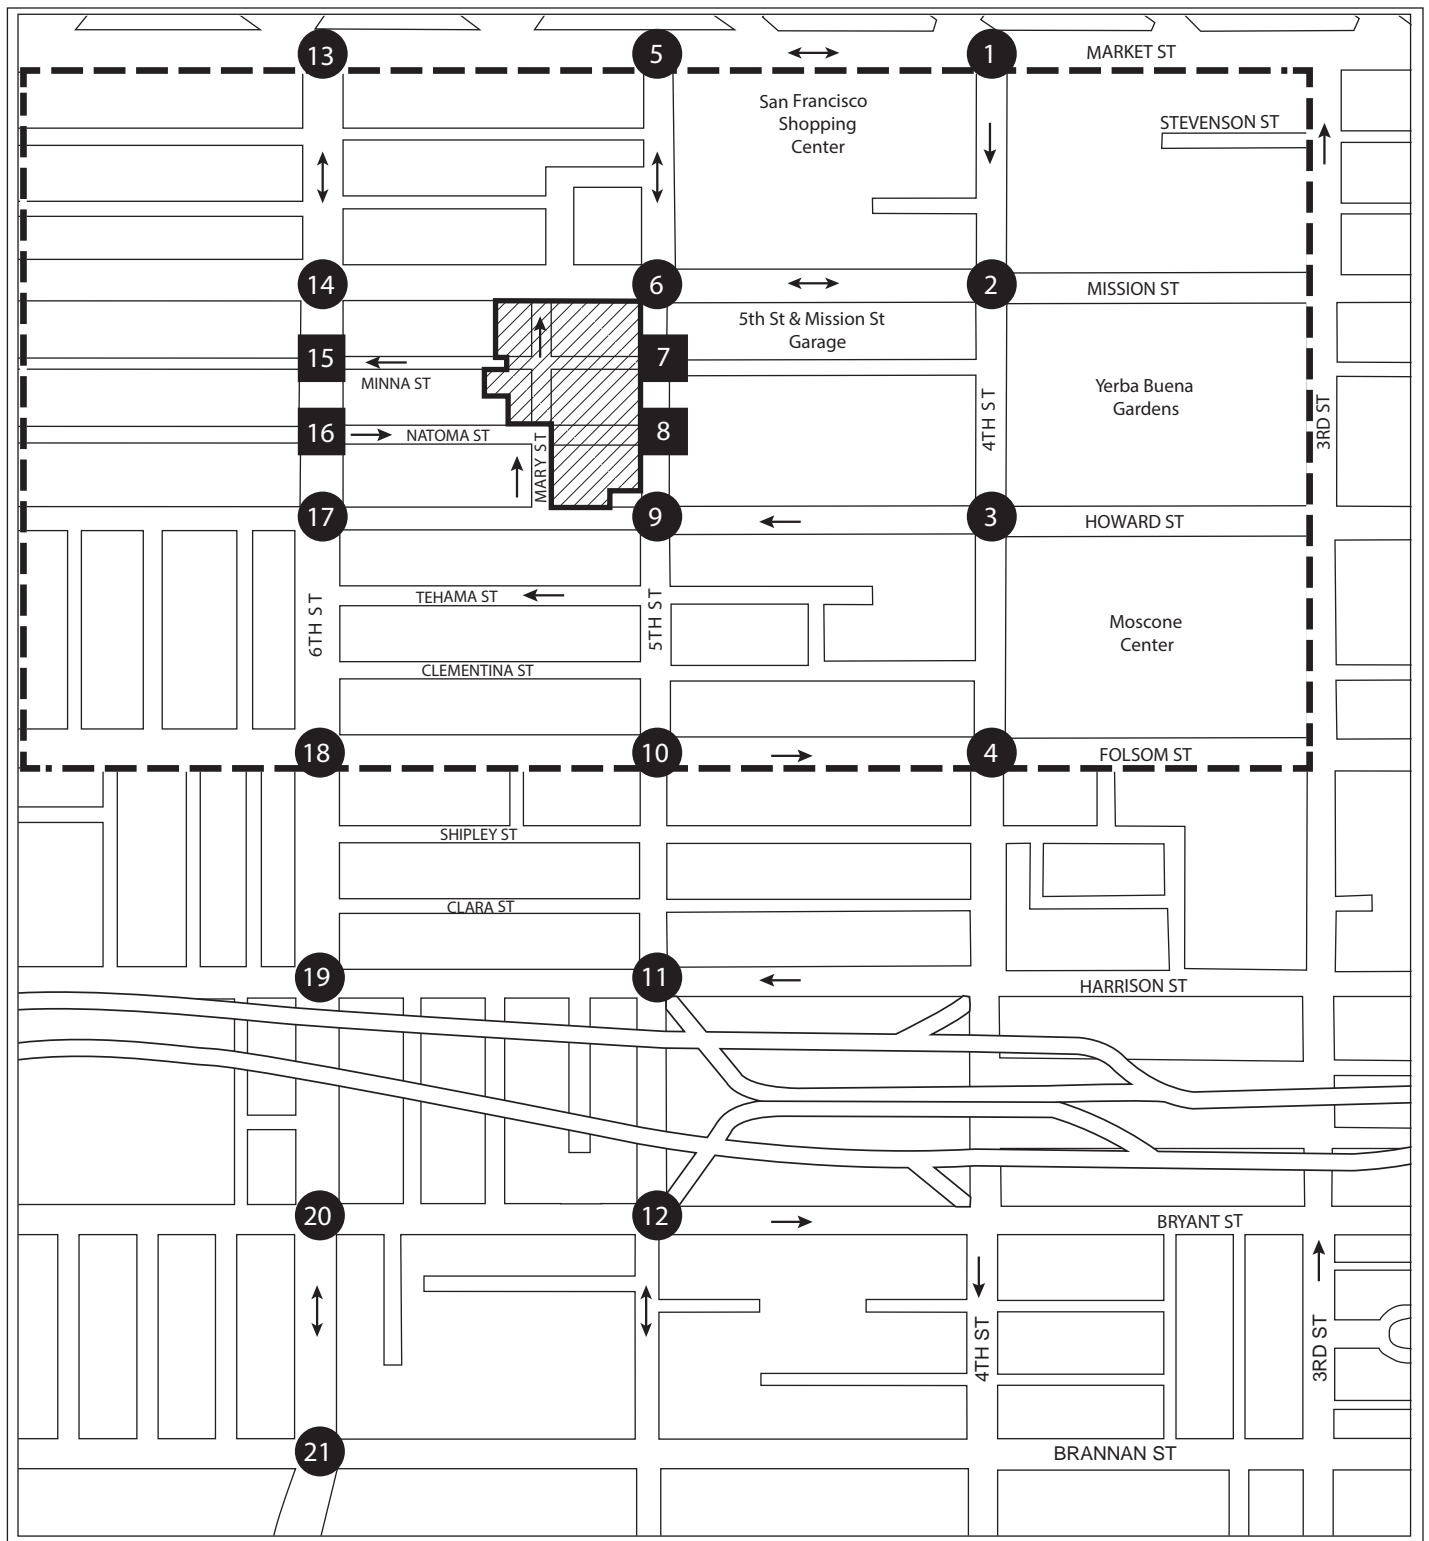 13
5
1
MARKET ST
San Francisco
Shopping
Center
STEVENSON ST
14
6
2
MISSION ST
5th St & Mission St
Garage
15
7
MINNA ST
Yerba Buena
Gardens
4TH ST
3RD ST
16
NATOMA ST
MARY ST
8
17
9
3
HOWARD ST
TEHAMA ST
6TH ST
5TH ST
Moscone
Center
CLEMENTINA ST
18
10
4
FOLSOM ST
SHIPLEY ST
CLARA ST
19
11
HARRISON ST
20
12
BRYANT ST
4TH ST
3RD ST
21
BRANNAN ST